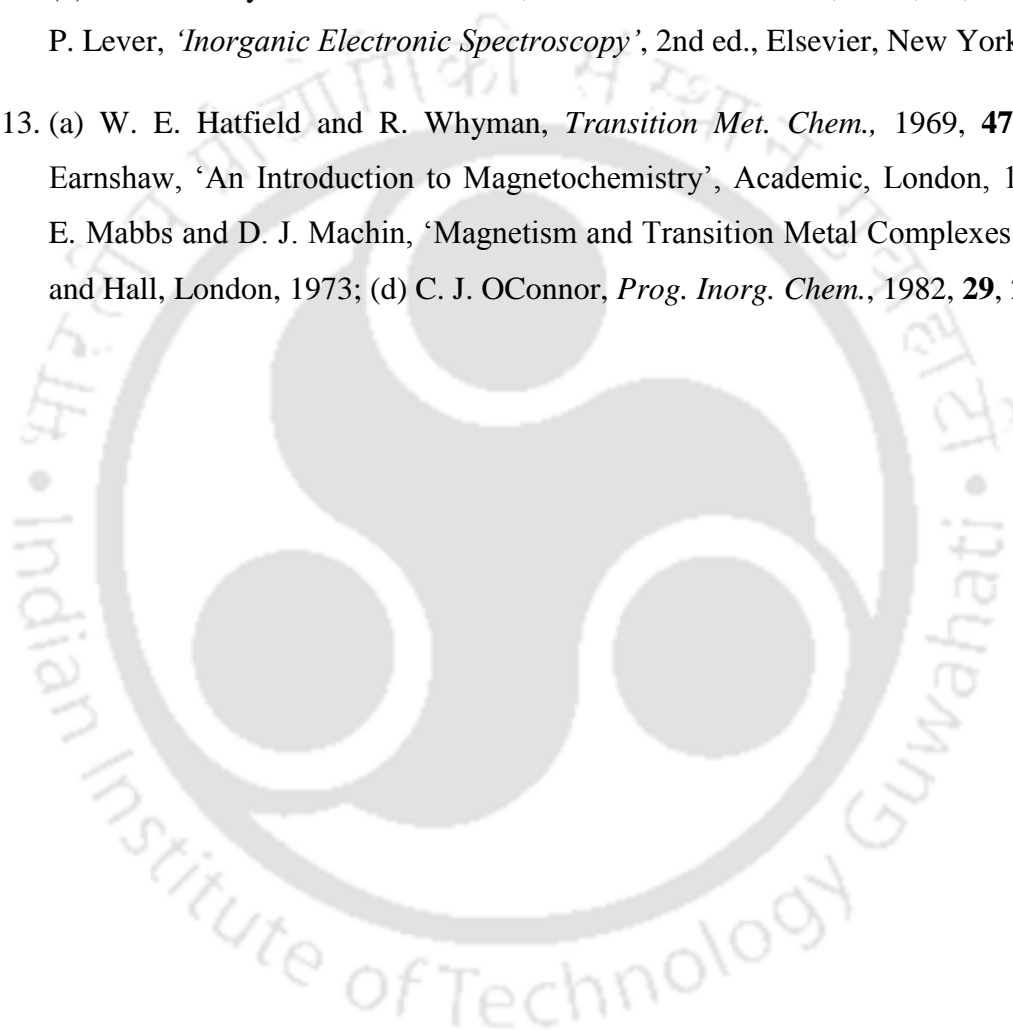 P. Lever, ‘Inorganic Electronic Spectroscopy’, 2nd ed., Elsevier, New York
13. (a) W. E. Hatfield and R. Whyman, Transition Met. Chem., 1969, 47
Earnshaw, ‘An Introduction to Magnetochemistry’, Academic, London, 1
E. Mabbs and D. J. Machin, ‘Magnetism and Transition Metal Complexes
and Hall, London, 1973; (d) C. J. OConnor, Prog. Inorg. Chem., 1982, 29,
Indian Institute of Technology Guwahati